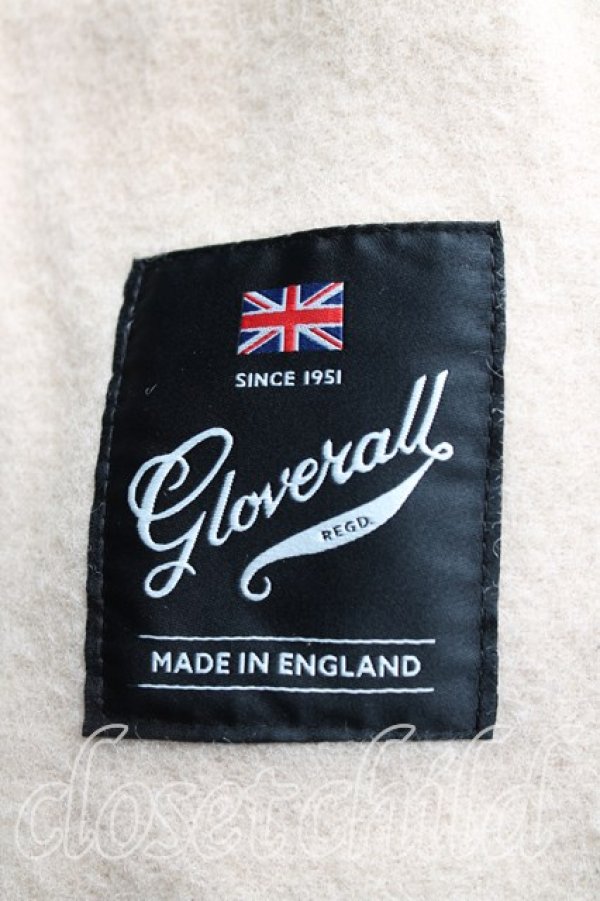 SINCE 1951
Gloverall
REGD.
MADE IN ENGLAND
closetchild